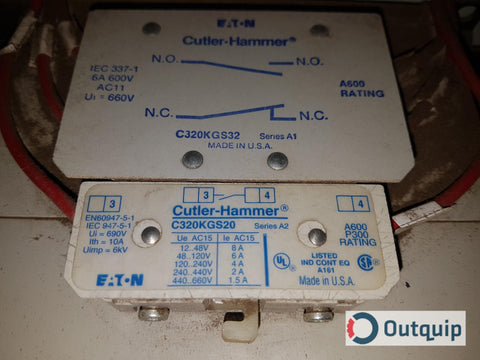 EATON
Cutler-Hammer®
IEC 337-1
6A 600V
AC11
Ui = 660V
N.O. N.O.
N.C. N.C.
A600
RATING
C320KGS32 Series A1
MADE IN U.S.A.
3 3 4 4
Cutler-Hammer®
C320KGS20 Series A2
EN60947-5-1
IEC 947-5-1
Ui = 690V
Ith = 10A
Uimp = 6kV
EATON
Ue AC15 Ie AC15
12..48V 8 A
48..120V 6 A
120..240V 4 A
240..440V 2 A
440..660V 1.5 A
A600
P300
RATING
UL
LISTED
IND CONT EQ
A161
SA
Made in U.S.A.
Outquip